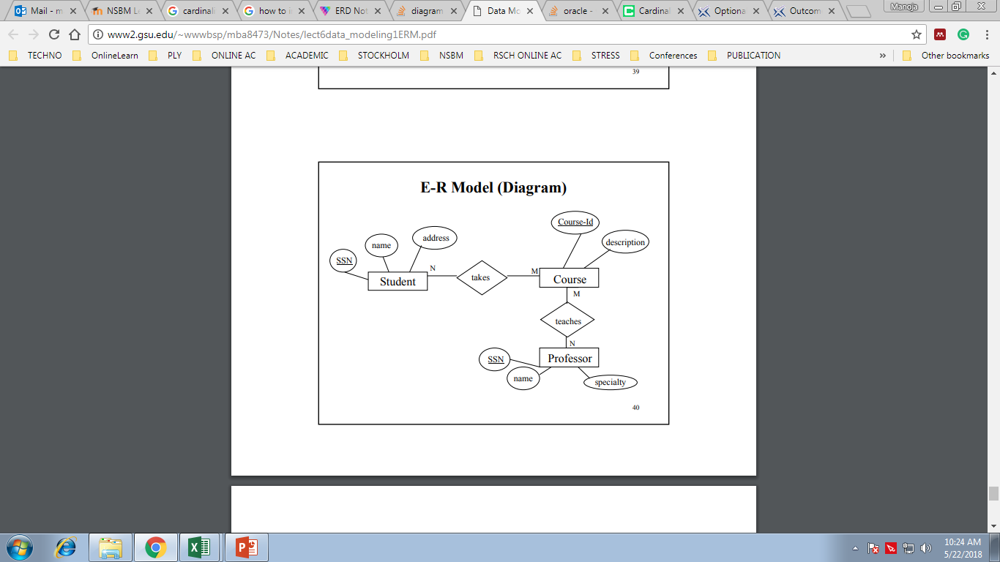 Mail - m
NSBM Le
cardinali
how to i
ERD Not
diagram
Data Mo
oracle -
Cardinal
Optiona
Outcom
Manoja
www2.gsu.edu/~wwwbsp/mba8473/Notes/lect6data_modeling1ERM.pdf
TECHNO
OnlineLearn
PLY
ONLINE AC
ACADEMIC
STOCKHOLM
NSBM
RSCH ONLINE AC
STRESS
Conferences
PUBLICATION
»
Other bookmarks
39
E-R Model (Diagram)
Course-Id
address
name
description
SSN
N
M
takes
Student
Course
M
teaches
N
SSN
Professor
name
specialty
40
10:24 AM
5/22/2018